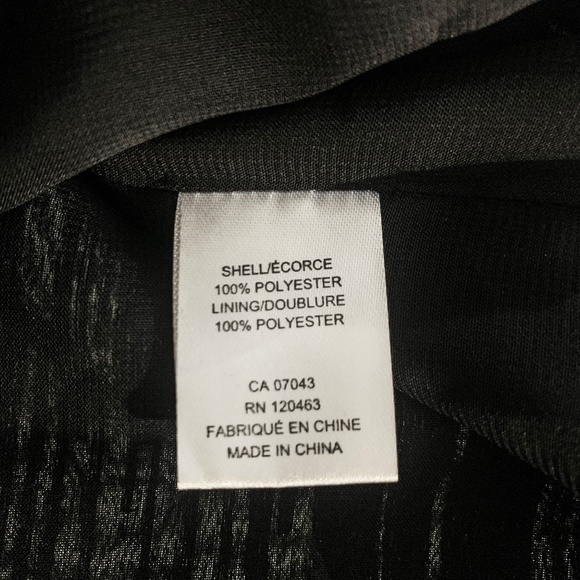 SHELL/ÉCORCE
100% POLYESTER
LINING/DOUBLURE
100% POLYESTER
CA 07043
RN 120463
FABRIQUÉ EN CHINE
MADE IN CHINA